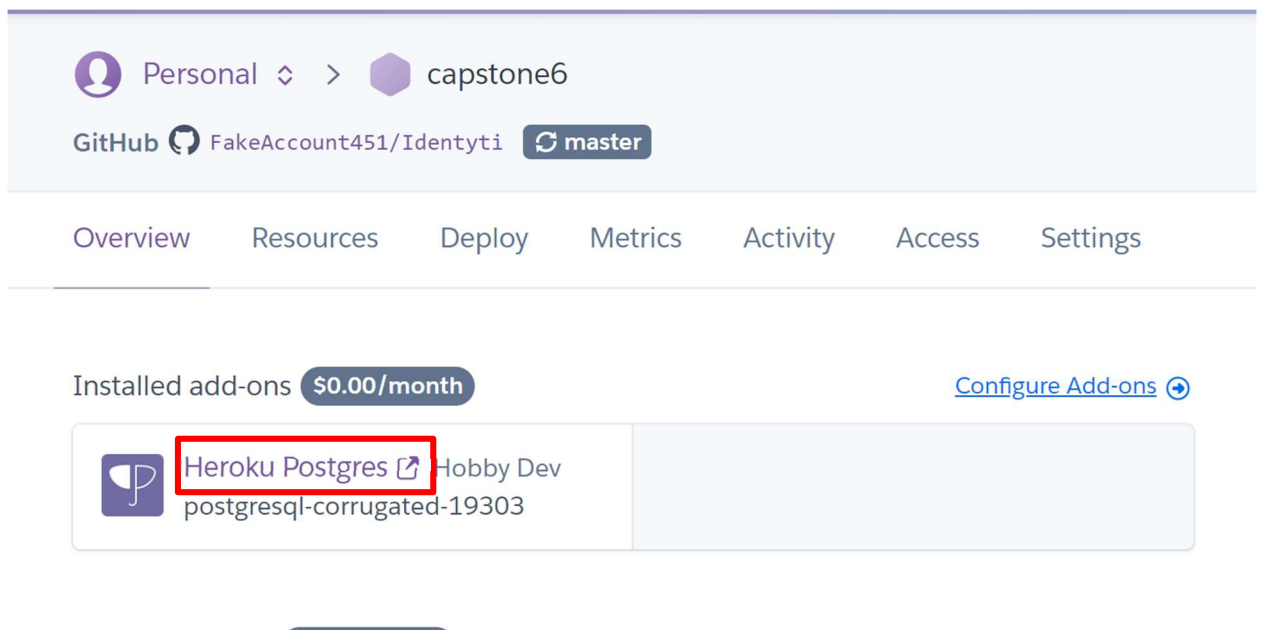 Personal > capstone6
GitHub FakeAccount451/Identyti master
Overview Resources Deploy Metrics Activity Access Settings
Installed add-ons $0.00/month Configure Add-ons
Heroku Postgres Hobby Dev
postgresql-corrugated-19303